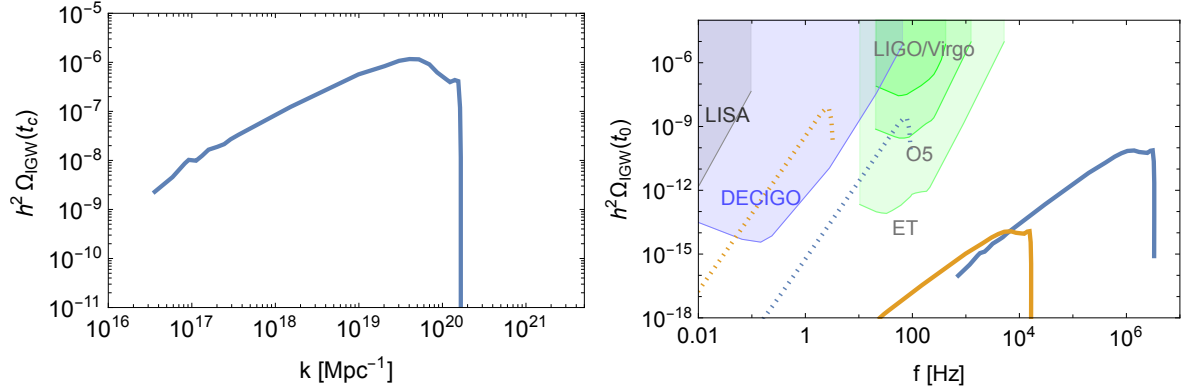 10⁻⁵
10⁻⁶
10⁻⁷
10⁻⁸
10⁻⁹
10⁻¹⁰
10⁻¹¹
h² Ω_IGW(t_c)
10¹⁶ 10¹⁷ 10¹⁸ 10¹⁹ 10²⁰ 10²¹
k [Mpc⁻¹]
10⁻⁶
10⁻⁹
10⁻¹²
10⁻¹⁵
10⁻¹⁸
h² Ω_IGW(t_0)
LIGO/Virgo
LISA
O5
DECIGO
ET
0.01 1 100 10⁴ 10⁶
f [Hz]